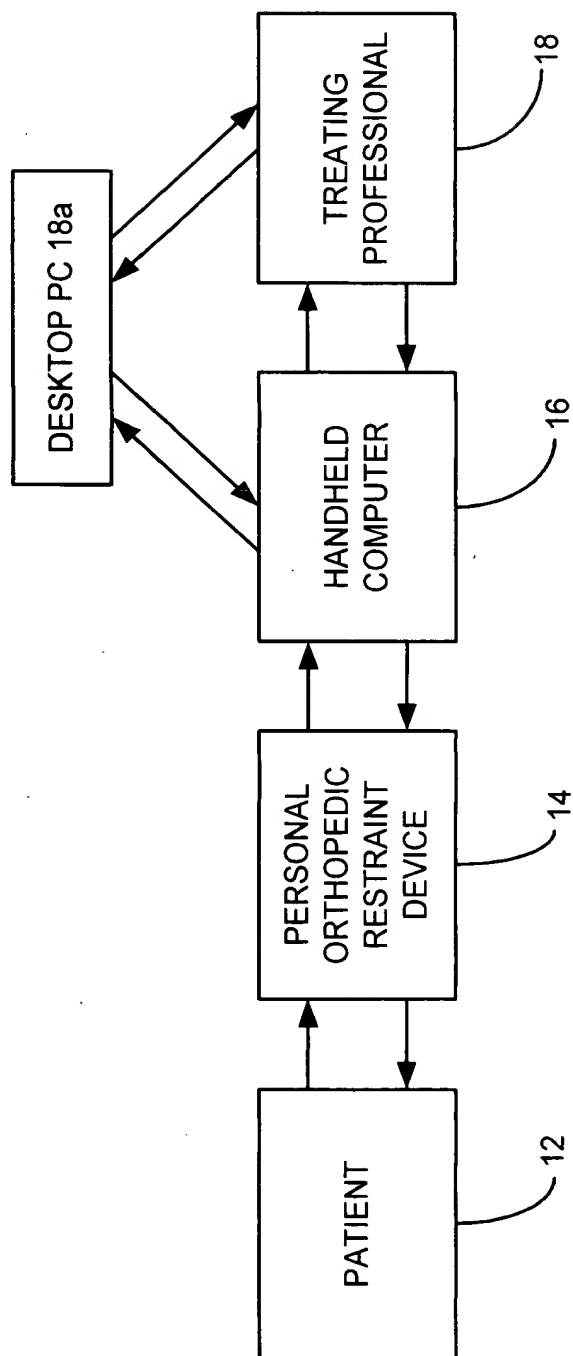 DESKTOP PC 18a
PATIENT
12
PERSONAL
ORTHOPEDIC
RESTRAINT
DEVICE
14
HANDHELD
COMPUTER
16
TREATING
PROFESSIONAL
18